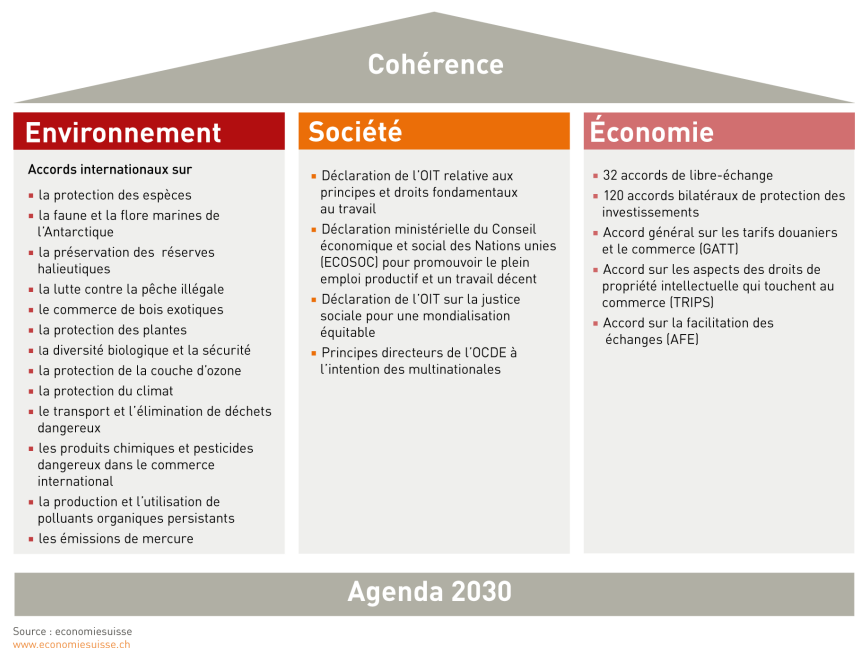 Cohérence
Environnement
Accords internationaux sur
▪ la protection des espèces
▪ la faune et la flore marines de
l'Antarctique
▪ la préservation des réserves
halieutiques
▪ la lutte contre la pêche illégale
▪ le commerce de bois exotiques
▪ la protection des plantes
▪ la diversité biologique et la sécurité
▪ la protection de la couche d'ozone
▪ la protection du climat
▪ le transport et l'élimination de déchets
dangereux
▪ les produits chimiques et pesticides
dangereux dans le commerce
international
▪ la production et l'utilisation de
polluants organiques persistants
▪ les émissions de mercure
Société
▪ Déclaration de l'OIT relative aux
principes et droits fondamentaux
au travail
▪ Déclaration ministérielle du Conseil
économique et social des Nations unies
(ECOSOC) pour promouvoir le plein
emploi productif et un travail décent
▪ Déclaration de l'OIT sur la justice
sociale pour une mondialisation
équitable
▪ Principes directeurs de l'OCDE à
l'intention des multinationales
Économie
▪ 32 accords de libre-échange
▪ 120 accords bilatéraux de protection des
investissements
▪ Accord général sur les tarifs douaniers
et le commerce (GATT)
▪ Accord sur les aspects des droits de
propriété intellectuelle qui touchent au
commerce (TRIPS)
▪ Accord sur la facilitation des
échanges (AFE)
Agenda 2030
Source : economiesuisse
www.economiesuisse.ch